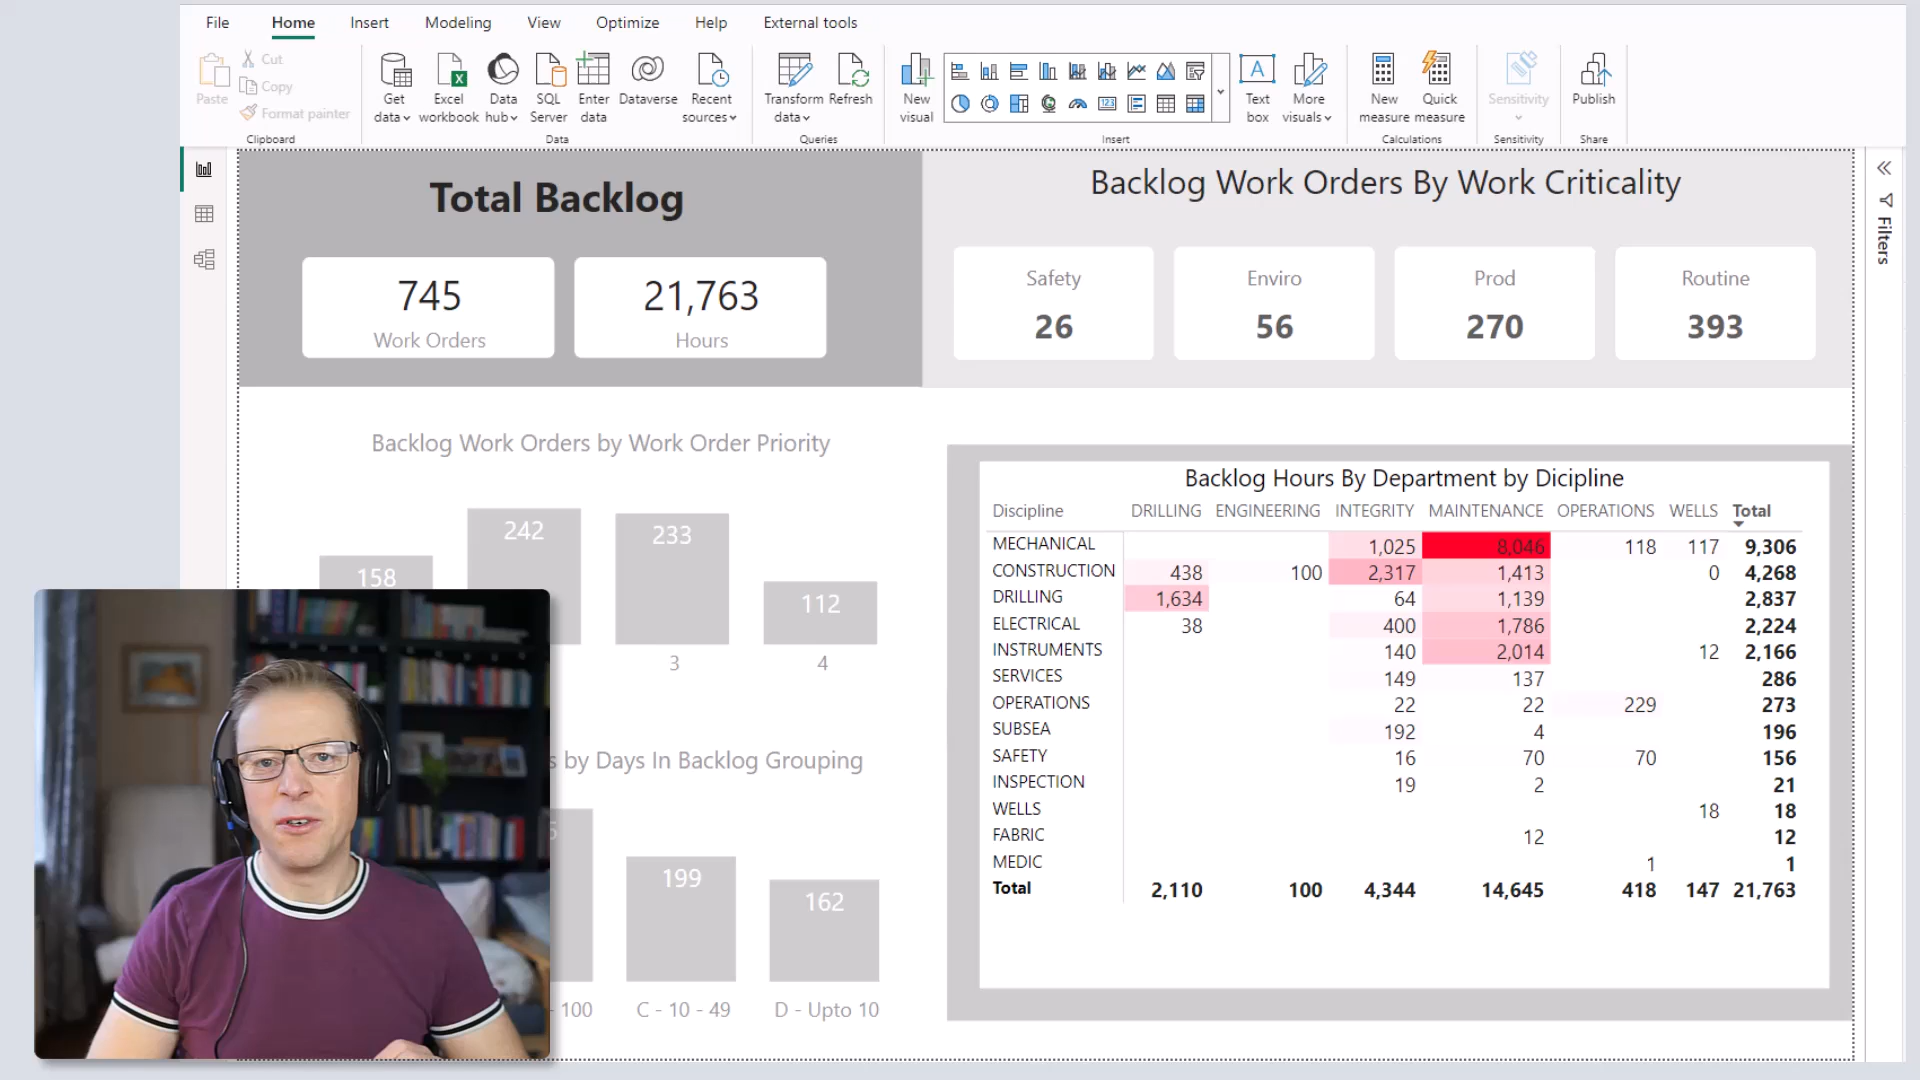 File Home Insert Modeling View Optimize Help External tools
Paste
Cut
Copy
Format painter
Clipboard
Get data
Excel workbook
Data hub
SQL Server
Enter data
Dataverse
Recent sources
Data
Transform data
Refresh
Queries
New visual
123
Insert
A
Text box
More visuals
New measure
Quick measure
Calculations
Sensitivity
Sensitivity
Publish
Share
Filters
Total Backlog
745
Work Orders
21,763
Hours
Backlog Work Orders By Work Criticality
Safety
26
Enviro
56
Prod
270
Routine
393
Backlog Work Orders by Work Order Priority
158
242
233
112
3
4
s by Days In Backlog Grouping
199
162
- 100
C - 10 - 49
D - Upto 10
Backlog Hours By Department by Dicipline
Discipline DRILLING ENGINEERING INTEGRITY MAINTENANCE OPERATIONS WELLS Total
MECHANICAL 1,025 8,046 118 117 9,306
CONSTRUCTION 438 100 2,317 1,413 0 4,268
DRILLING 1,634 64 1,139 2,837
ELECTRICAL 38 400 1,786 2,224
INSTRUMENTS 140 2,014 12 2,166
SERVICES 149 137 286
OPERATIONS 22 22 229 273
SUBSEA 192 4 196
SAFETY 16 70 70 156
INSPECTION 19 2 21
WELLS 18 18
FABRIC 12 12
MEDIC 1 1
Total 2,110 100 4,344 14,645 418 147 21,763